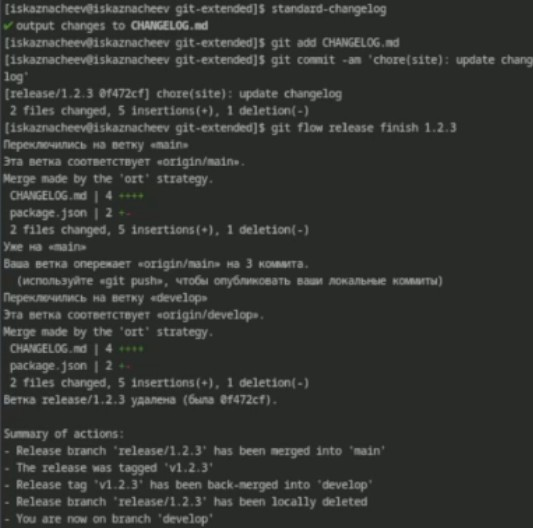 [iskaznacheev@iskaznacheev git-extended]$ standard-changelog
✔ output changes to CHANGELOG.md
[iskaznacheev@iskaznacheev git-extended]$ git add CHANGELOG.md
[iskaznacheev@iskaznacheev git-extended]$ git commit -am 'chore(site): update chang
log'
[release/1.2.3 0f472cf] chore(site): update changelog
2 files changed, 5 insertions(+), 1 deletion(-)
[iskaznacheev@iskaznacheev git-extended]$ git flow release finish 1.2.3
Переключились на ветку «main»
Эта ветка соответствует «origin/main».
Merge made by the 'ort' strategy.
CHANGELOG.md | 4 ++++
package.json | 2 +-
2 files changed, 5 insertions(+), 1 deletion(-)
Уже на «main»
Ваша ветка опережает «origin/main» на 3 коммита.
(используйте «git push», чтобы опубликовать ваши локальные коммиты)
Переключились на ветку «develop»
Эта ветка соответствует «origin/develop».
Merge made by the 'ort' strategy.
CHANGELOG.md | 4 ++++
package.json | 2 +-
2 files changed, 5 insertions(+), 1 deletion(-)
Ветка release/1.2.3 удалена (была 0f472cf).
Summary of actions:
- Release branch 'release/1.2.3' has been merged into 'main'
- The release was tagged 'v1.2.3'
- Release tag 'v1.2.3' has been back-merged into 'develop'
- Release branch 'release/1.2.3' has been locally deleted
- You are now on branch 'develop'